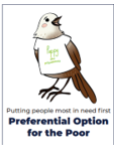 Putting people most in need first
Preferential Option
for the Poor